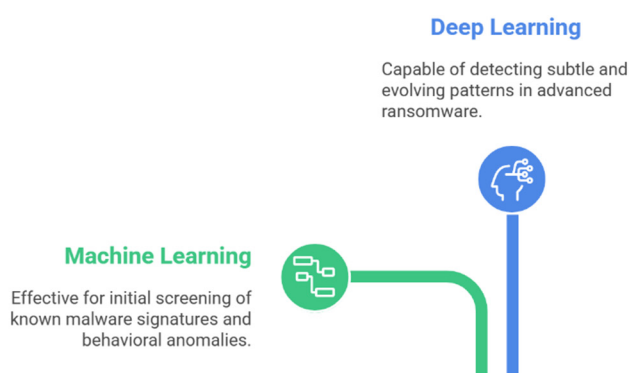 Deep Learning
Capable of detecting subtle and
evolving patterns in advanced
ransomware.
Machine Learning
Effective for initial screening of
known malware signatures and
behavioral anomalies.